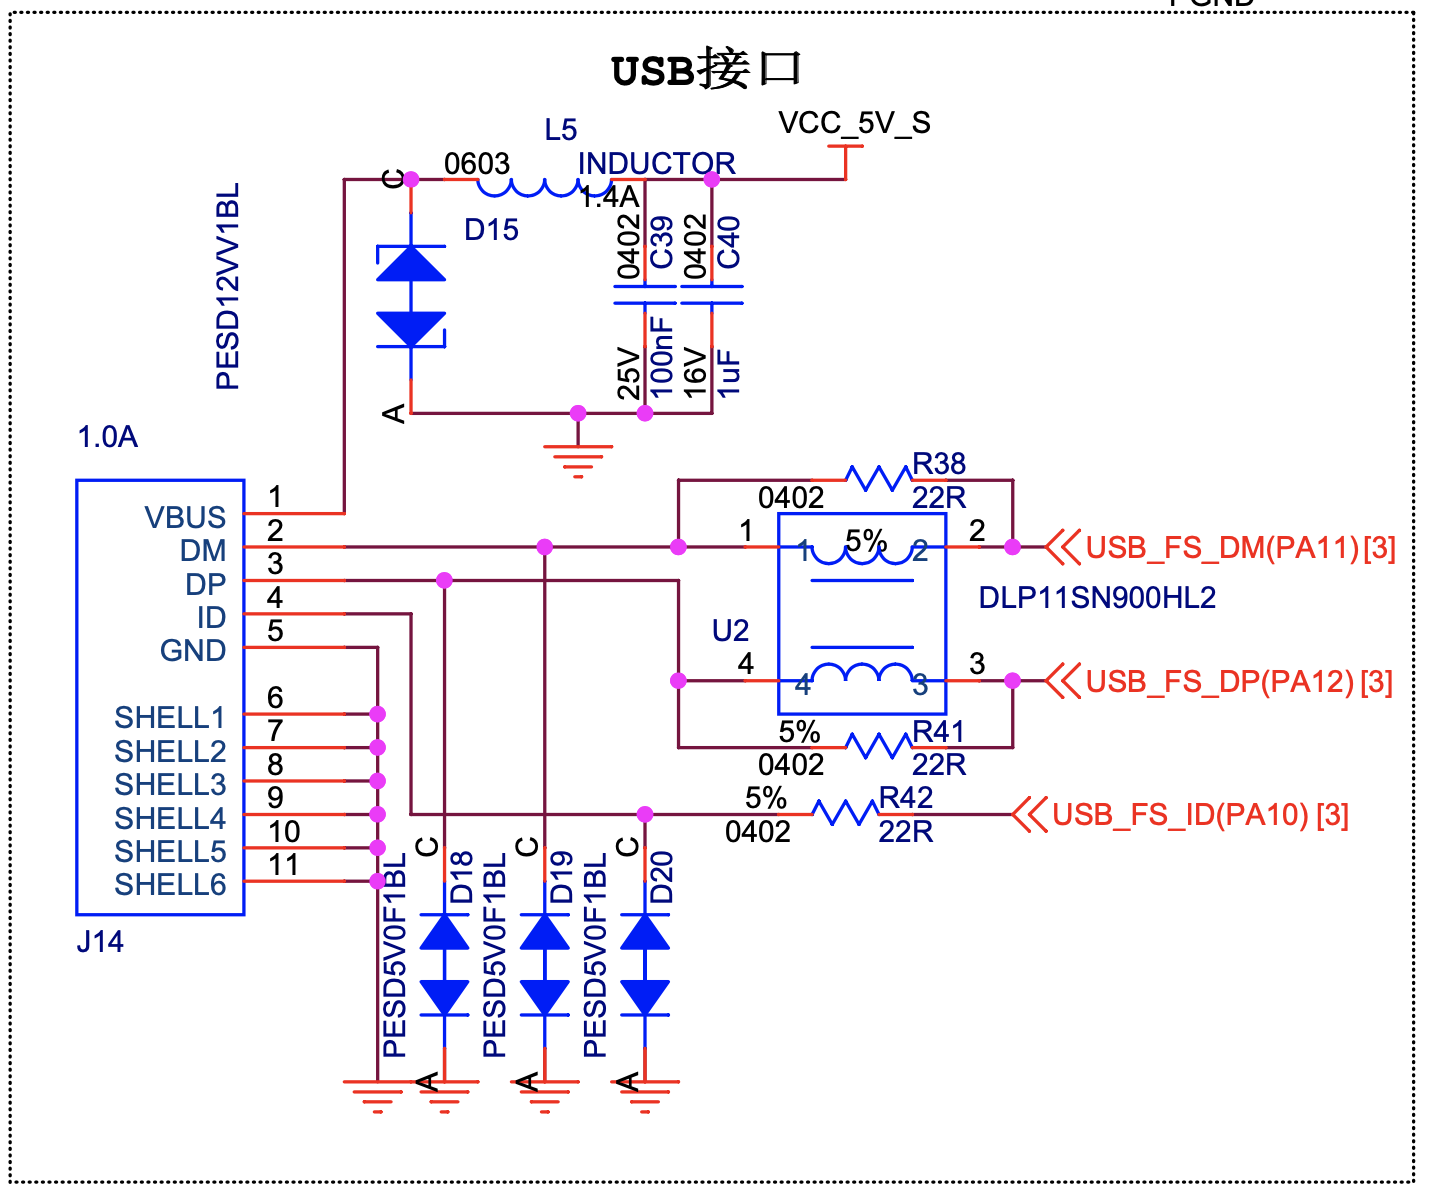 USB接口
VCC_5V_S
L5
0603
INDUCTOR
1.4A
C
D15
PESD12VV1BL
0402
C39
0402
C40
25V
100nF
16V
1uF
A
1.0A
VBUS 1
DM 2
DP 3
ID 4
GND 5
SHELL1 6
SHELL2 7
SHELL3 8
SHELL4 9
SHELL5 10
SHELL6 11
J14
R38
0402 22R
1 1 5% 2 2
USB_FS_DM(PA11) [3]
DLP11SN900HL2
U2
4 4 3 3
USB_FS_DP(PA12) [3]
5% R41
0402 22R
5% R42
0402 22R
USB_FS_ID(PA10) [3]
C
D18
PESD5V0F1BL
A
C
D19
PESD5V0F1BL
A
C
D20
PESD5V0F1BL
A